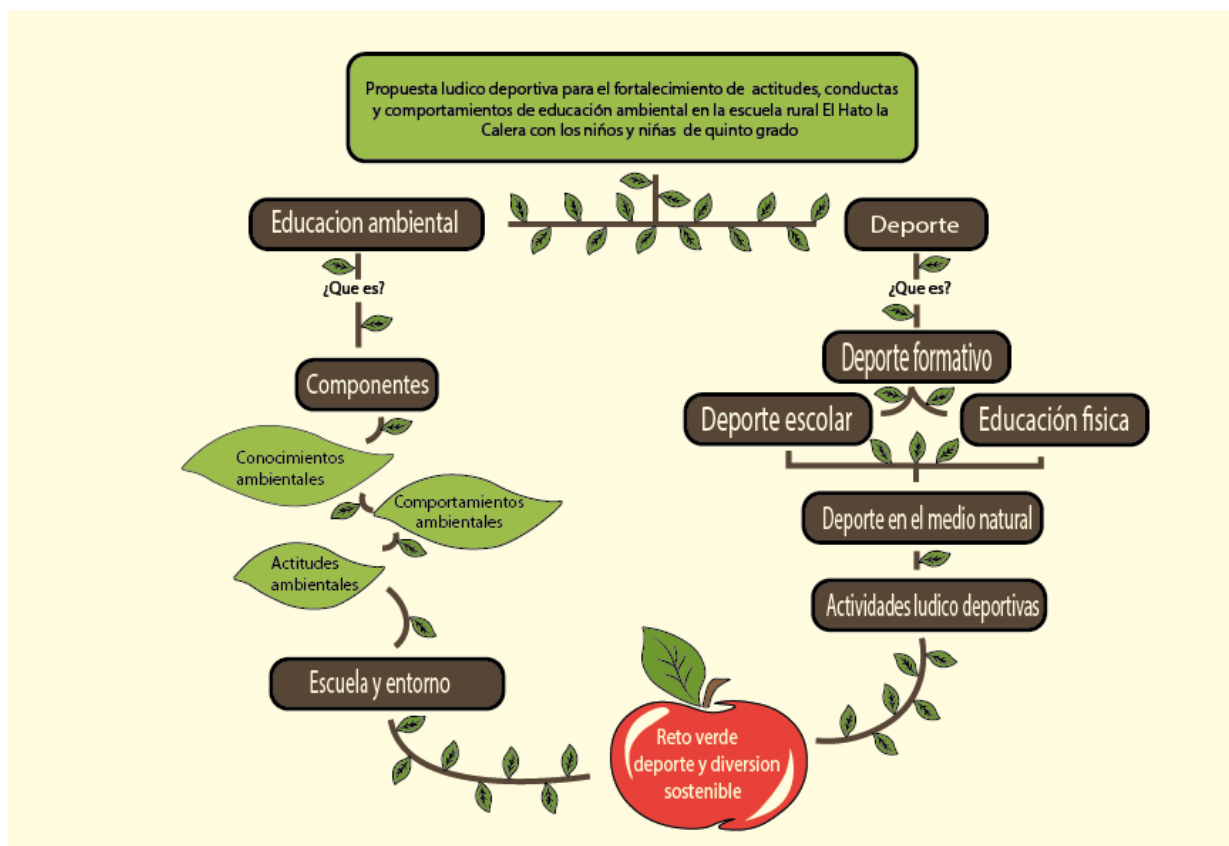 Propuesta ludico deportiva para el fortalecimiento de actitudes, conductas
y comportamientos de educación ambiental en la escuela rural El Hato la
Calera con los niños y niñas de quinto grado
Educacion ambiental
Deporte
¿Que es?
¿Que es?
Componentes
Deporte formativo
Deporte escolar
Educación fisica
Conocimientos
ambientales
Comportamientos
ambientales
Deporte en el medio natural
Actitudes
ambientales
Actividades ludico deportivas
Escuela y entorno
Reto verde
deporte y diversion
sostenible